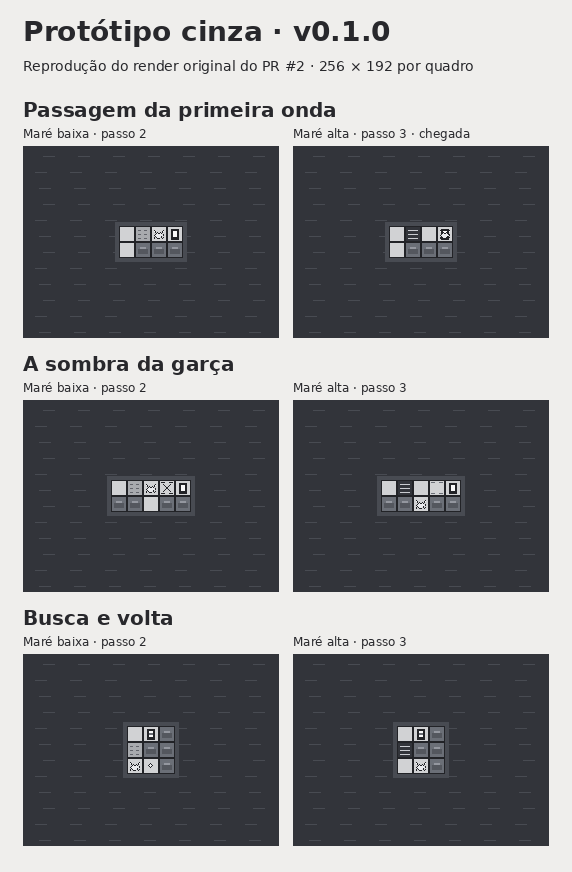 Protótipo cinza · v0.1.0
Reprodução do render original do PR #2 · 256 × 192 por quadro
Passagem da primeira onda
Maré baixa · passo 2
Maré alta · passo 3 · chegada
A sombra da garça
Maré baixa · passo 2
Maré alta · passo 3
Busca e volta
Maré baixa · passo 2
Maré alta · passo 3